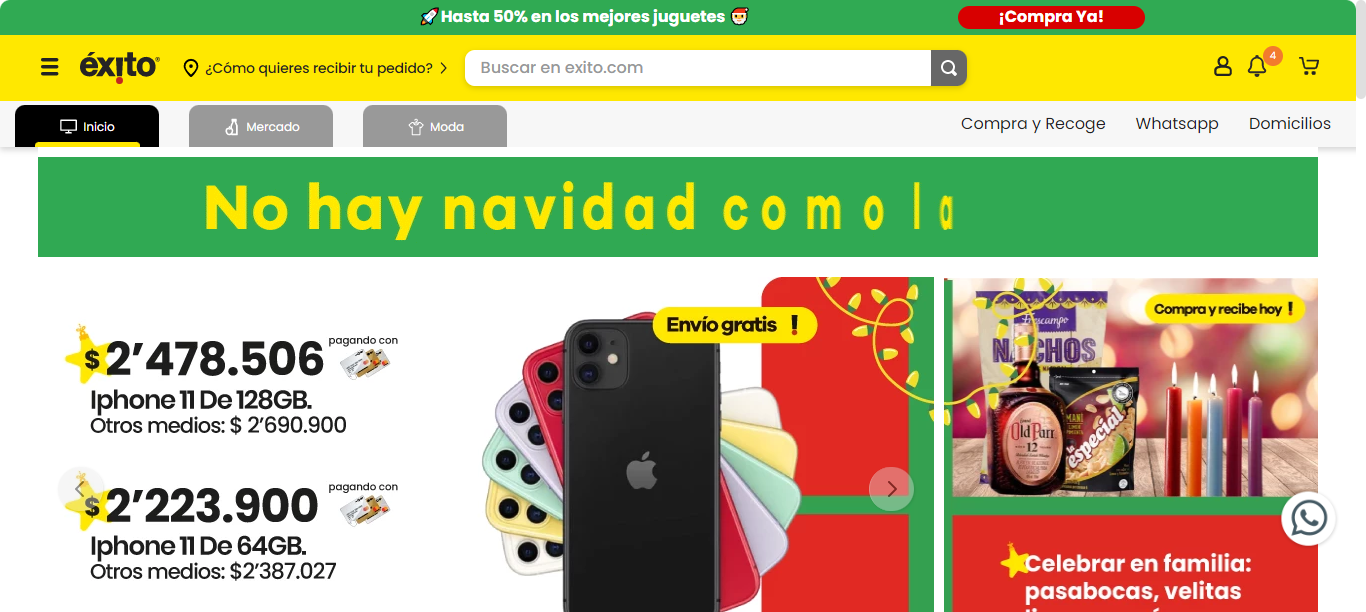 🚀Hasta 50% en los mejores juguetes 🎅
¡Compra Ya!
éxito
¿Cómo quieres recibir tu pedido?
Buscar en exito.com
4
Inicio
Mercado
Moda
Compra y Recoge
Whatsapp
Domicilios
No hay navidad como la
$2’478.506
pagando con
Iphone 11 De 128GB.
Otros medios: $ 2’690.900
$2’223.900
pagando con
Iphone 11 De 64GB.
Otros medios: $2’387.027
Envío gratis !
Compra y recibe hoy !
Frescampo
NACHOS
Old Parr
12
MANI
la especial
Celebrar en familia:
pasabocas, velitas